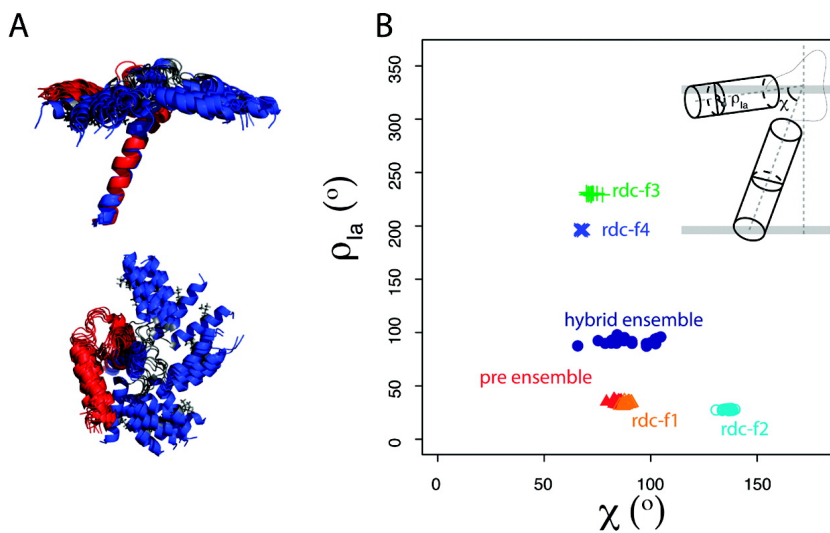 A
B
350
300
250
200
150
100
50
0
ρla (°)
rdc-f3
rdc-f4
hybrid ensemble
pre ensemble
rdc-f1
rdc-f2
ρla
χ
0
50
100
150
χ (°)